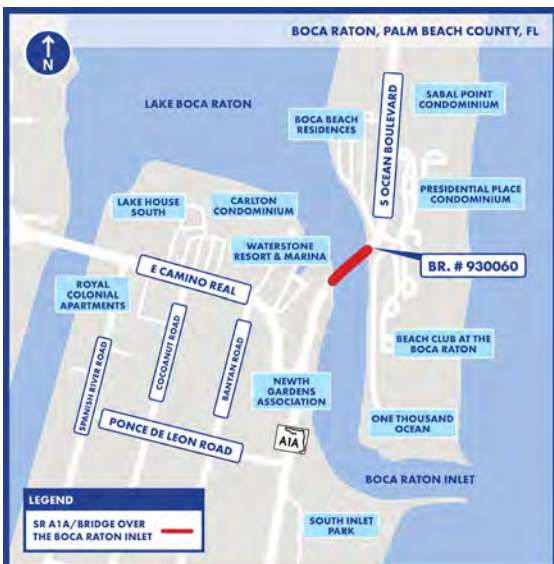 BOCA RATON, PALM BEACH COUNTY, FL
N
LAKE BOCA RATON
SABAL POINT
CONDOMINIUM
BOCA BEACH
RESIDENCES
S OCEAN BOULEVARD
PRESIDENTIAL PLACE
CONDOMINIUM
LAKE HOUSE
SOUTH
CARLTON
CONDOMINIUM
WATERSTONE
RESORT & MARINA
BR. # 930060
E CAMINO REAL
ROYAL
COLONIAL
APARTMENTS
SPANISH RIVER ROAD
COCOANUT ROAD
BANYAN ROAD
BEACH CLUB AT THE
BOCA RATON
NEWTH
GARDENS
ASSOCIATION
ONE THOUSAND
OCEAN
PONCE DE LEON ROAD
A1A
BOCA RATON INLET
LEGEND
SR A1A/BRIDGE OVER
THE BOCA RATON INLET
SOUTH INLET
PARK